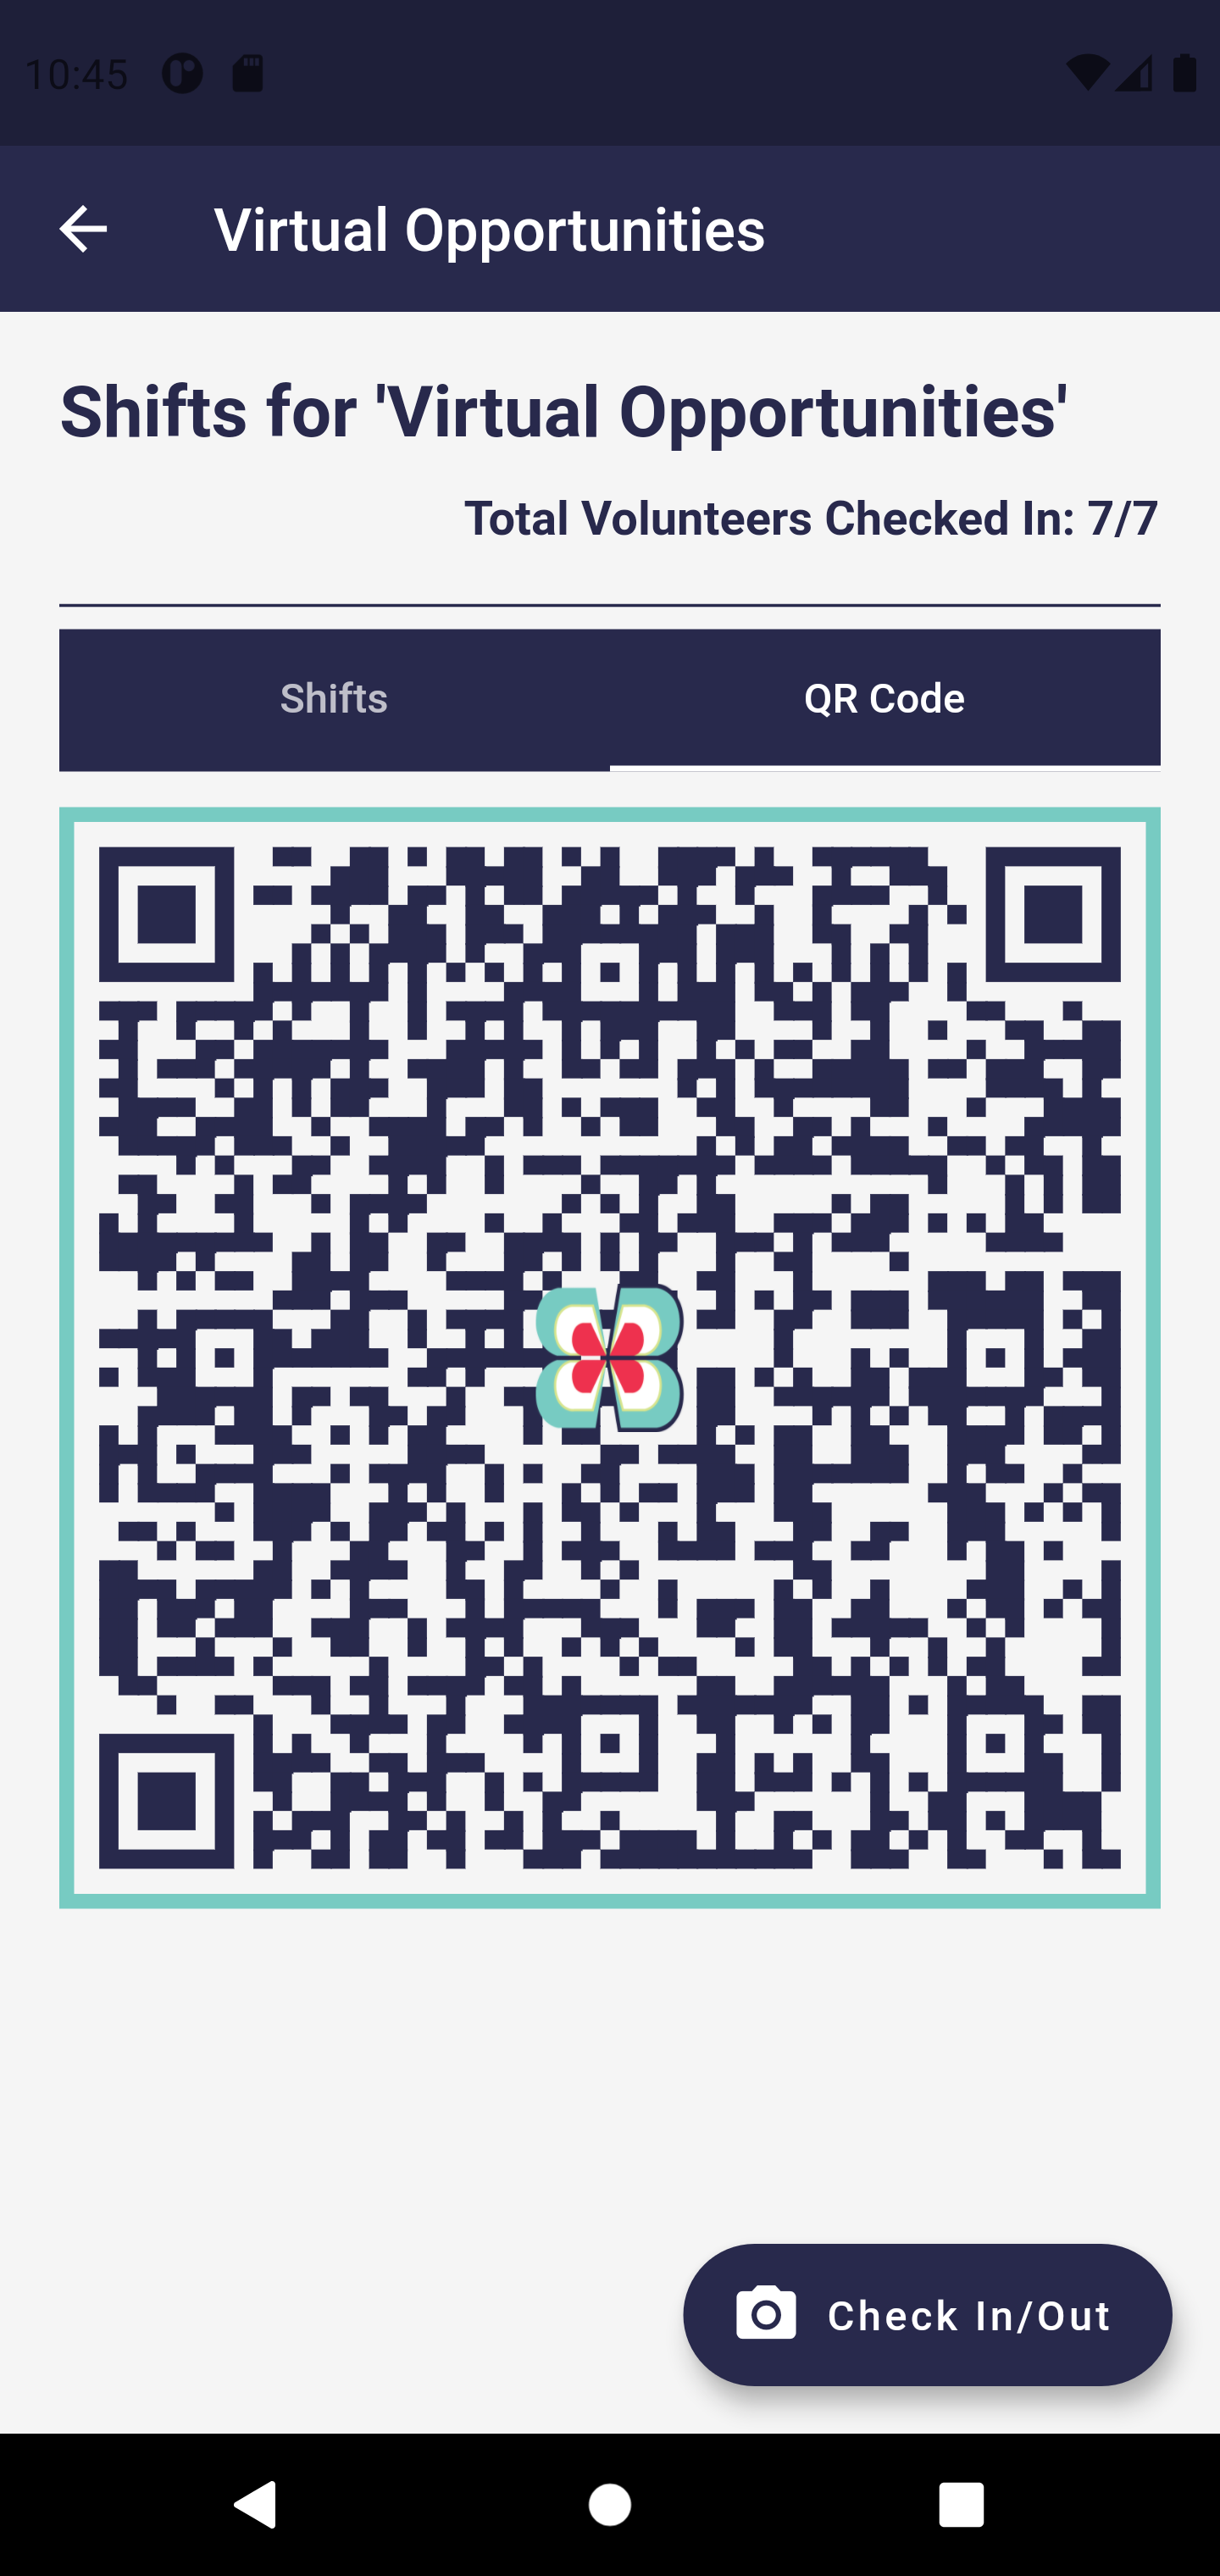 10:45
Virtual Opportunities
Shifts for 'Virtual Opportunities'
Total Volunteers Checked In: 7/7
Shifts
QR Code
Check In/Out